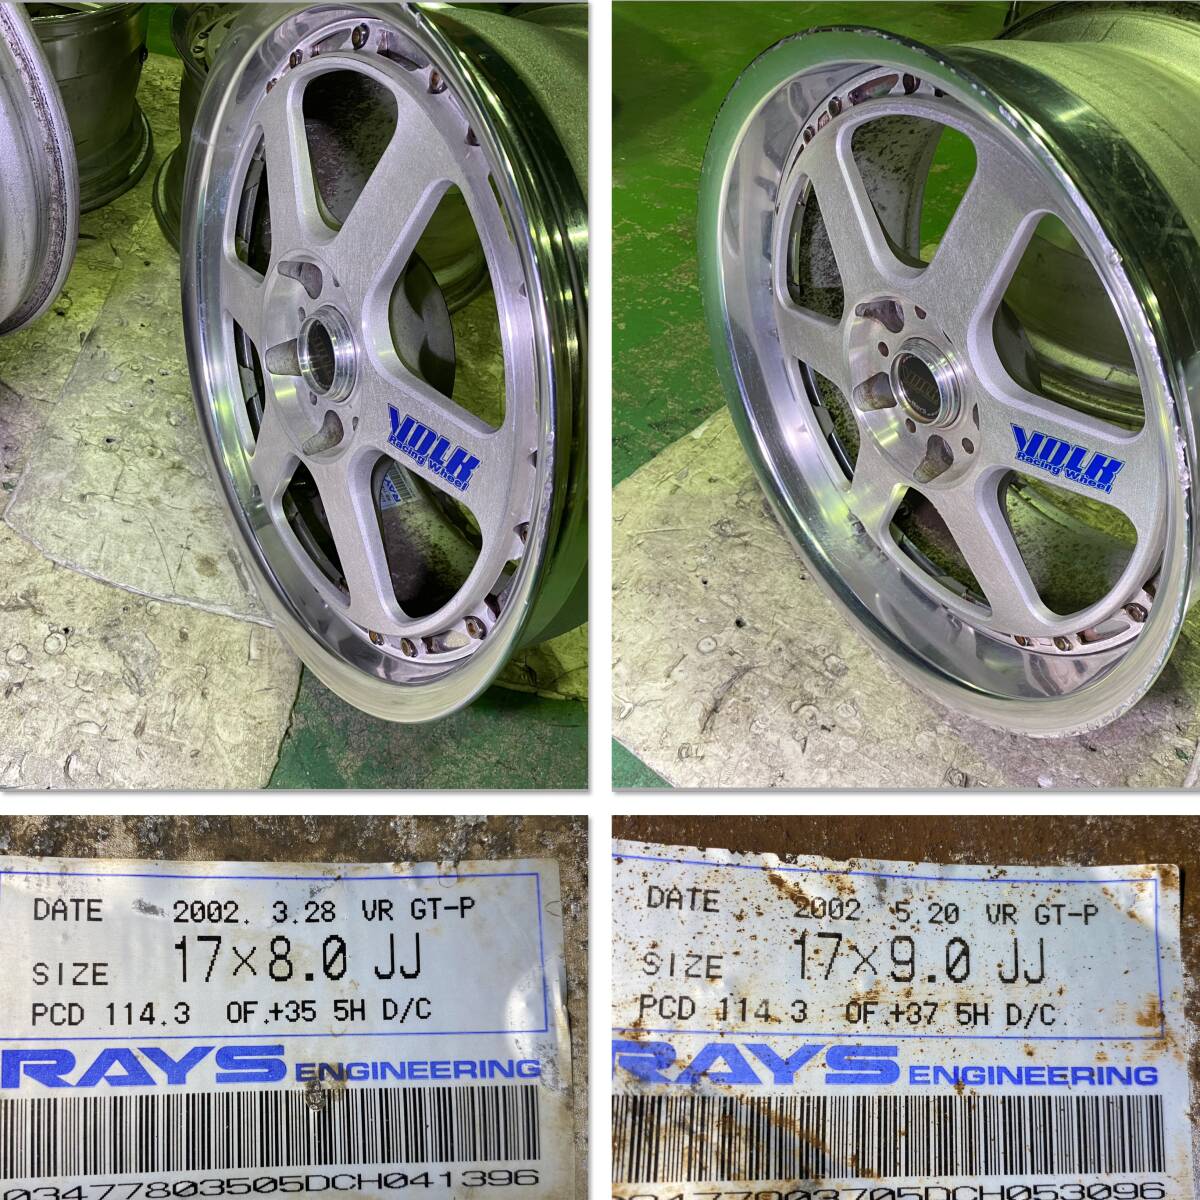 VOLK
Racing Wheel
VOLK
Racing Wheel
DATE 2002. 3.28 VR GT-P
SIZE 17×8.0 JJ
PCD 114.3 OF.+35 5H D/C
RAYS ENGINEERING
03477803505DCH041396
DATE 2002 5.20 VR GT-P
SIZE 17×9.0 JJ
PCD 114.3 OF.+37 5H D/C
RAYS ENGINEERING
03477903705DCH053096